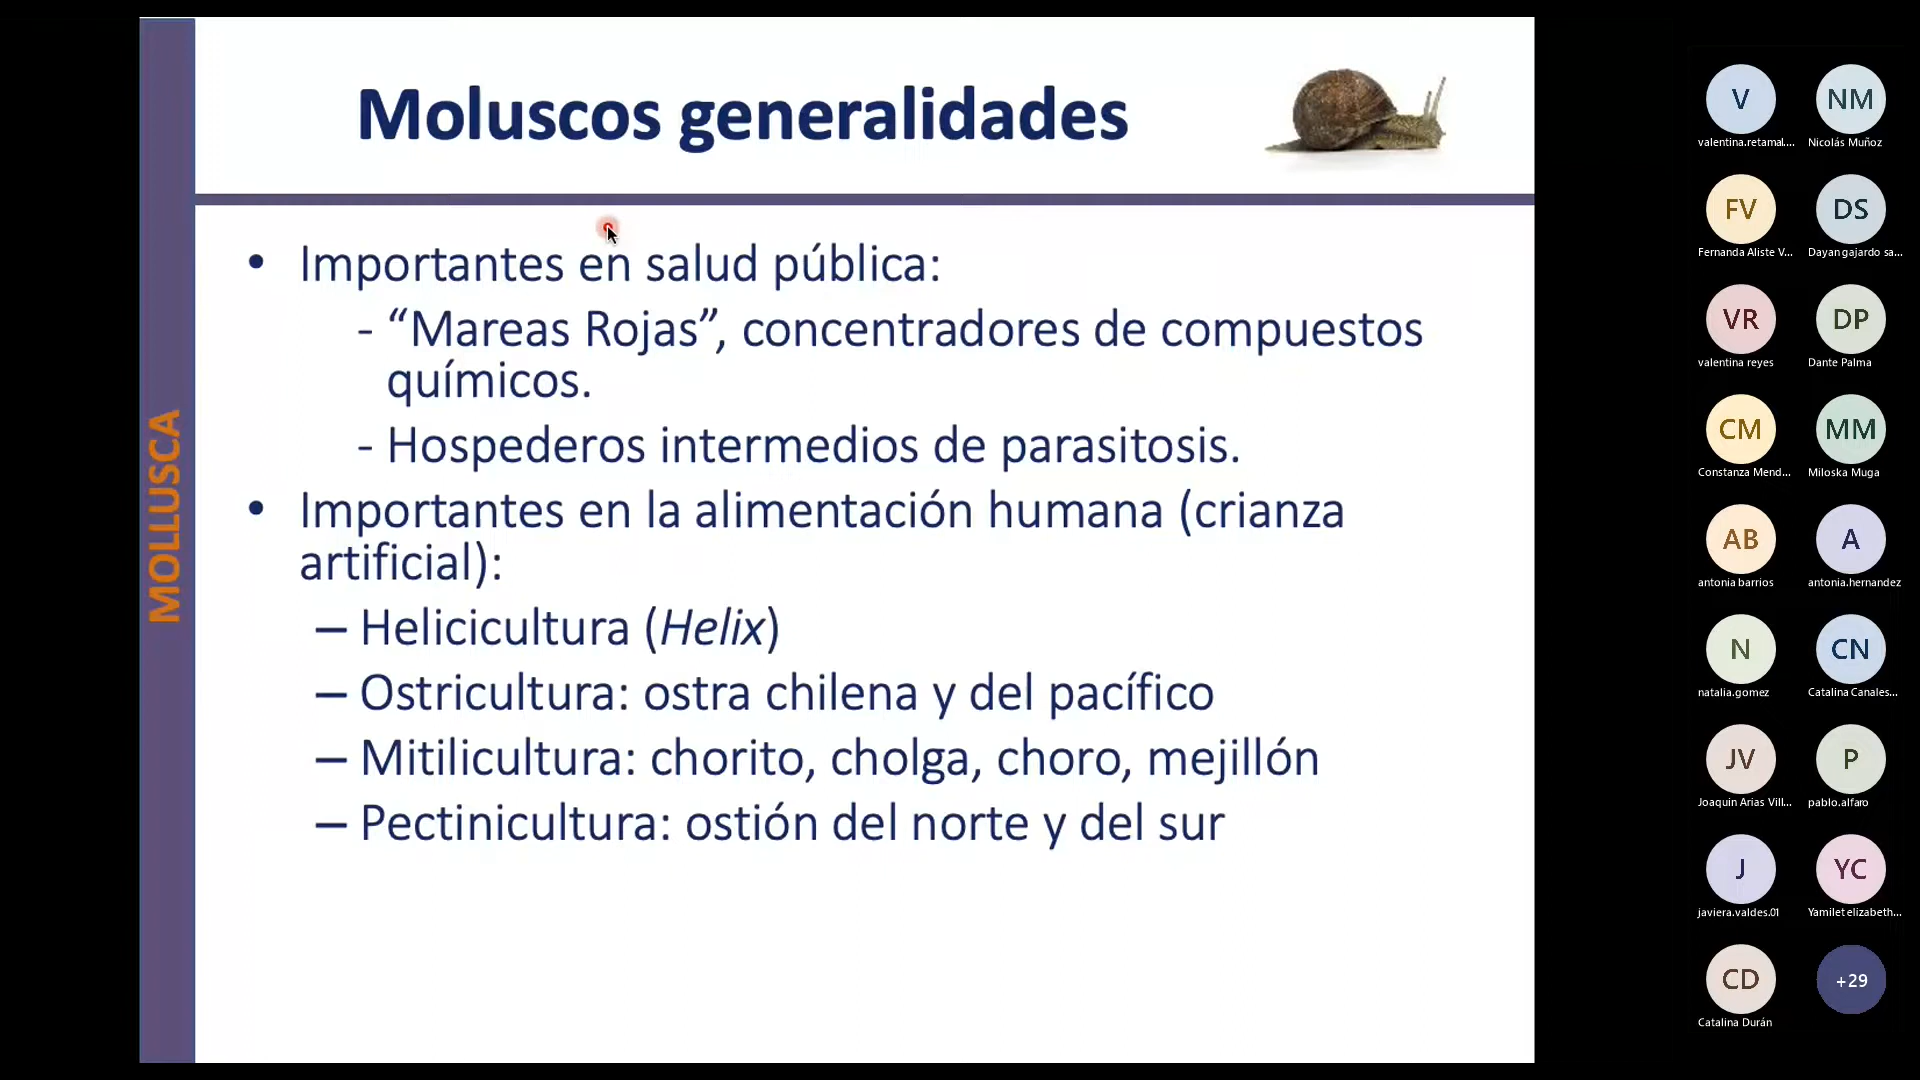 Moluscos generalidades
MOLLUSCA
• Importantes en salud pública:
- “Mareas Rojas”, concentradores de compuestos
químicos.
- Hospederos intermedios de parasitosis.
• Importantes en la alimentación humana (crianza
artificial):
– Helicicultura (Helix)
– Ostricultura: ostra chilena y del pacífico
– Mitilicultura: chorito, cholga, choro, mejillón
– Pectinicultura: ostión del norte y del sur
V NM
valentina.retamal.... Nicolás Muñoz
FV DS
Fernanda Aliste V... Dayan gajardo sa...
VR DP
valentina reyes Dante Palma
CM MM
Constanza Mend... Miloska Muga
AB A
antonia barrios antonia.hernandez
N CN
natalia.gomez Catalina Canales...
JV P
Joaquin Arias Vill... pablo.alfaro
J YC
javiera.valdes.01 Yamilet elizabeth...
CD +29
Catalina Durán